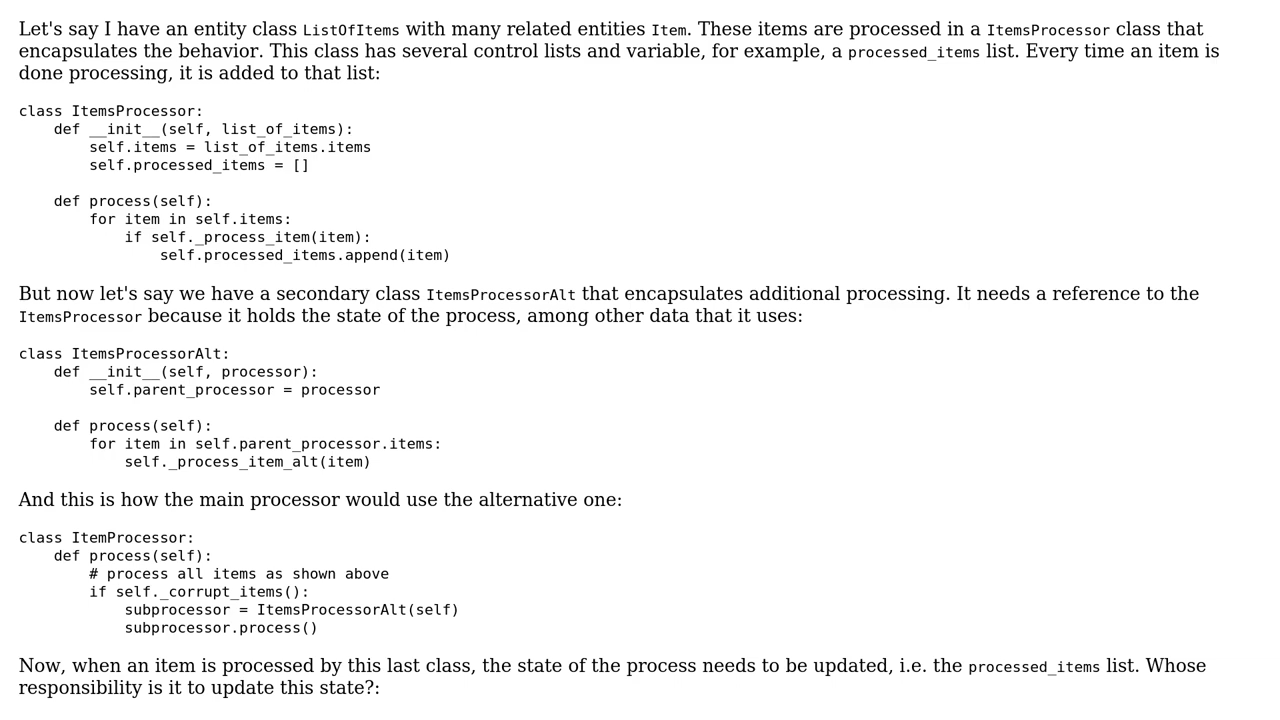 Let's say I have an entity class ListOfItems with many related entities Item. These items are processed in a ItemsProcessor class that
encapsulates the behavior. This class has several control lists and variable, for example, a processed_items list. Every time an item is
done processing, it is added to that list:
class ItemsProcessor:
    def __init__(self, list_of_items):
        self.items = list_of_items.items
        self.processed_items = []
    def process(self):
        for item in self.items:
            if self._process_item(item):
                self.processed_items.append(item)
But now let's say we have a secondary class ItemsProcessorAlt that encapsulates additional processing. It needs a reference to the
ItemsProcessor because it holds the state of the process, among other data that it uses:
class ItemsProcessorAlt:
    def __init__(self, processor):
        self.parent_processor = processor
    def process(self):
        for item in self.parent_processor.items:
            self._process_item_alt(item)
And this is how the main processor would use the alternative one:
class ItemProcessor:
    def process(self):
        # process all items as shown above
        if self._corrupt_items():
            subprocessor = ItemsProcessorAlt(self)
            subprocessor.process()
Now, when an item is processed by this last class, the state of the process needs to be updated, i.e. the processed_items list. Whose
responsibility is it to update this state?: